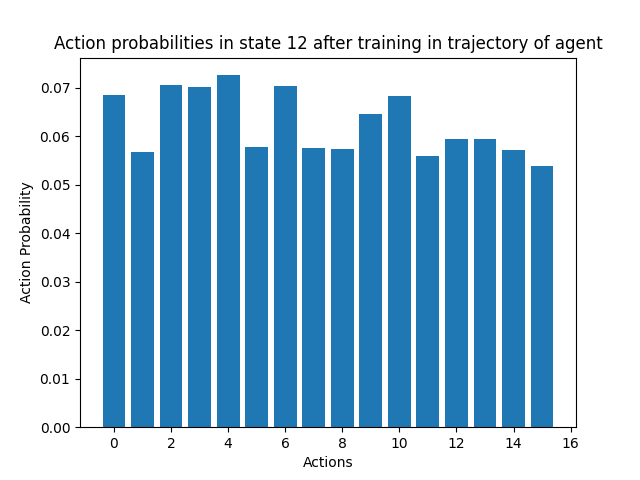 Action probabilities in state 12 after training in trajectory of agent
0.07
0.06
0.05
0.04
0.03
0.02
0.01
0.00
Action Probability
0 2 4 6 8 10 12 14 16
Actions